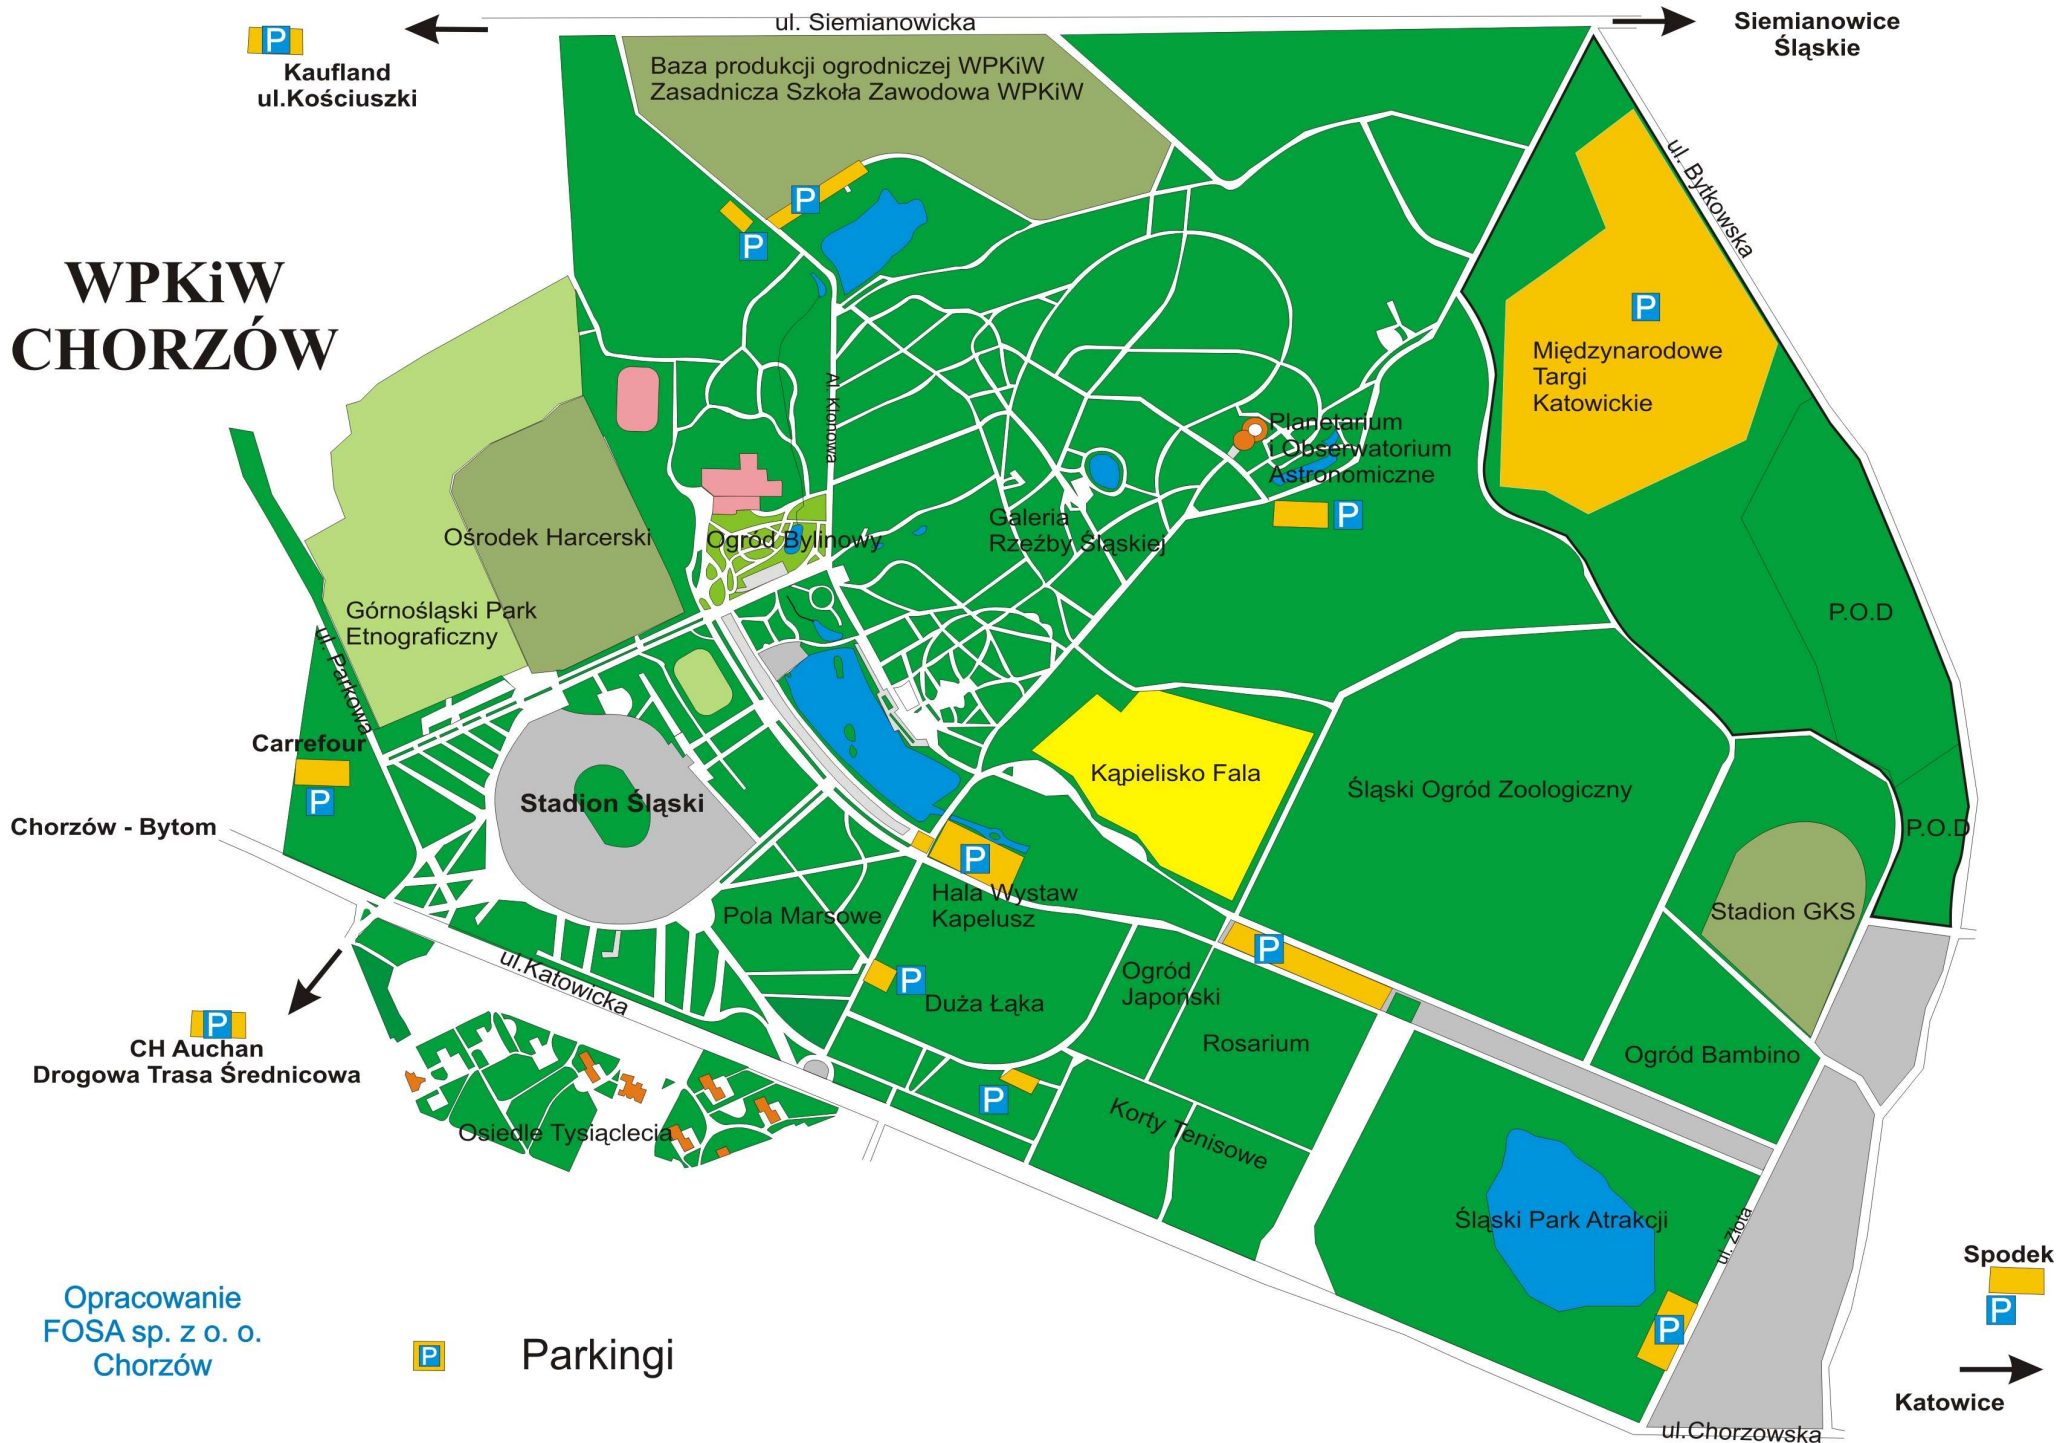 ul. Siemianowicka
Siemianowice
Śląskie
P
Kaufland
ul.Kościuszki
Baza produkcji ogrodniczej WPKiW
Zasadnicza Szkoła Zawodowa WPKiW
ul. Bytkowska
P
P
WPKiW
CHORZÓW
P
Międzynarodowe
Targi
Katowickie
Al Klonowa
Planetarium
i Obserwatorium
Astronomiczne
P
Galeria
Rzeźby Śląskiej
Ośrodek Harcerski
Ogród Bylinowy
Górnośląski Park
Etnograficzny
P.O.D
ul. Parkowa
Carrefour
P
Stadion Śląski
Kąpielisko Fala
Śląski Ogród Zoologiczny
Chorzów - Bytom
P.O.D
P
Hala Wystaw
Kapelusz
Pola Marsowe
Stadion GKS
P
ul.Katowicka
P
Duża Łąka
Ogród
Japoński
Rosarium
Ogród Bambino
P
CH Auchan
Drogowa Trasa Średnicowa
P
Korty Tenisowe
Osiedle Tysiąclecia
Śląski Park Atrakcji
ul. Złota
Spodek
P
P
Opracowanie
FOSA sp. z o. o.
Chorzów
P
Parkingi
Katowice
ul.Chorzowska